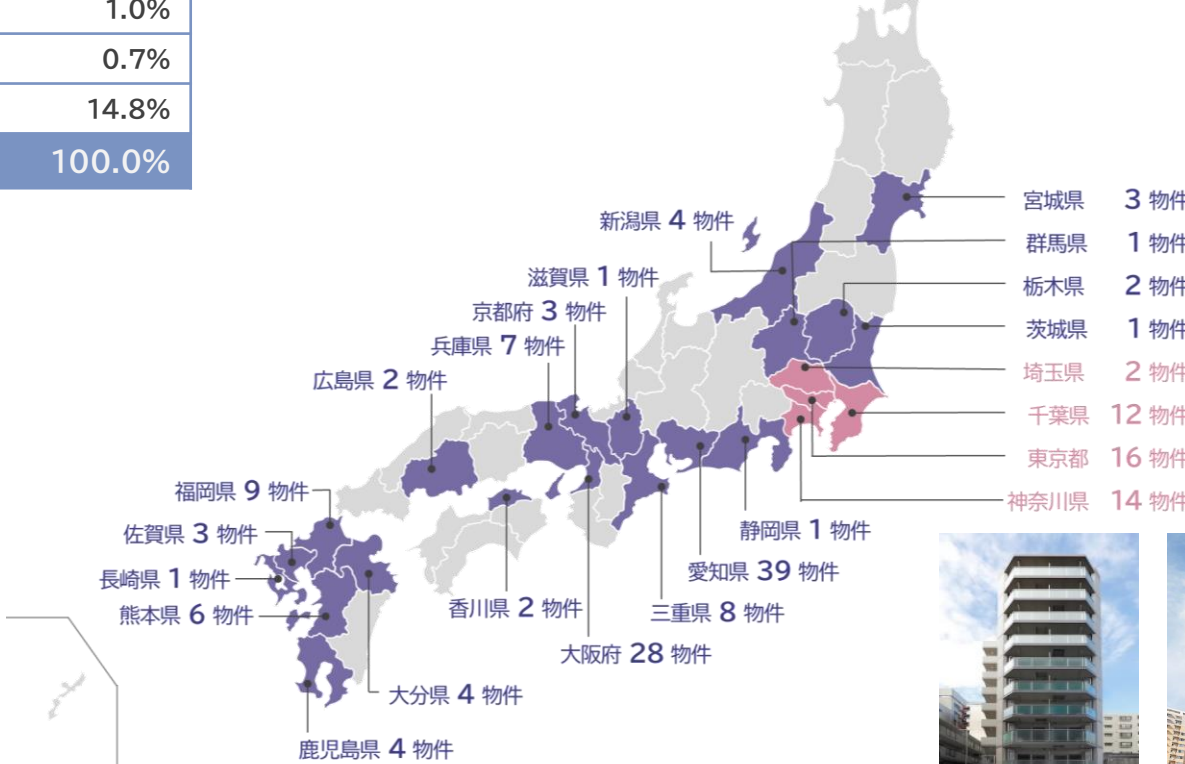 1.0%
0.7%
14.8%
100.0%
宮城県 3 物件
新潟県 4 物件
群馬県 1 物件
滋賀県 1 物件
栃木県 2 物件
京都府 3 物件
茨城県 1 物件
兵庫県 7 物件
埼玉県 2 物件
広島県 2 物件
千葉県 12 物件
東京都 16 物件
福岡県 9 物件
神奈川県 14 物件
佐賀県 3 物件
静岡県 1 物件
長崎県 1 物件
愛知県 39 物件
熊本県 6 物件
香川県 2 物件
三重県 8 物件
大阪府 28 物件
大分県 4 物件
鹿児島県 4 物件